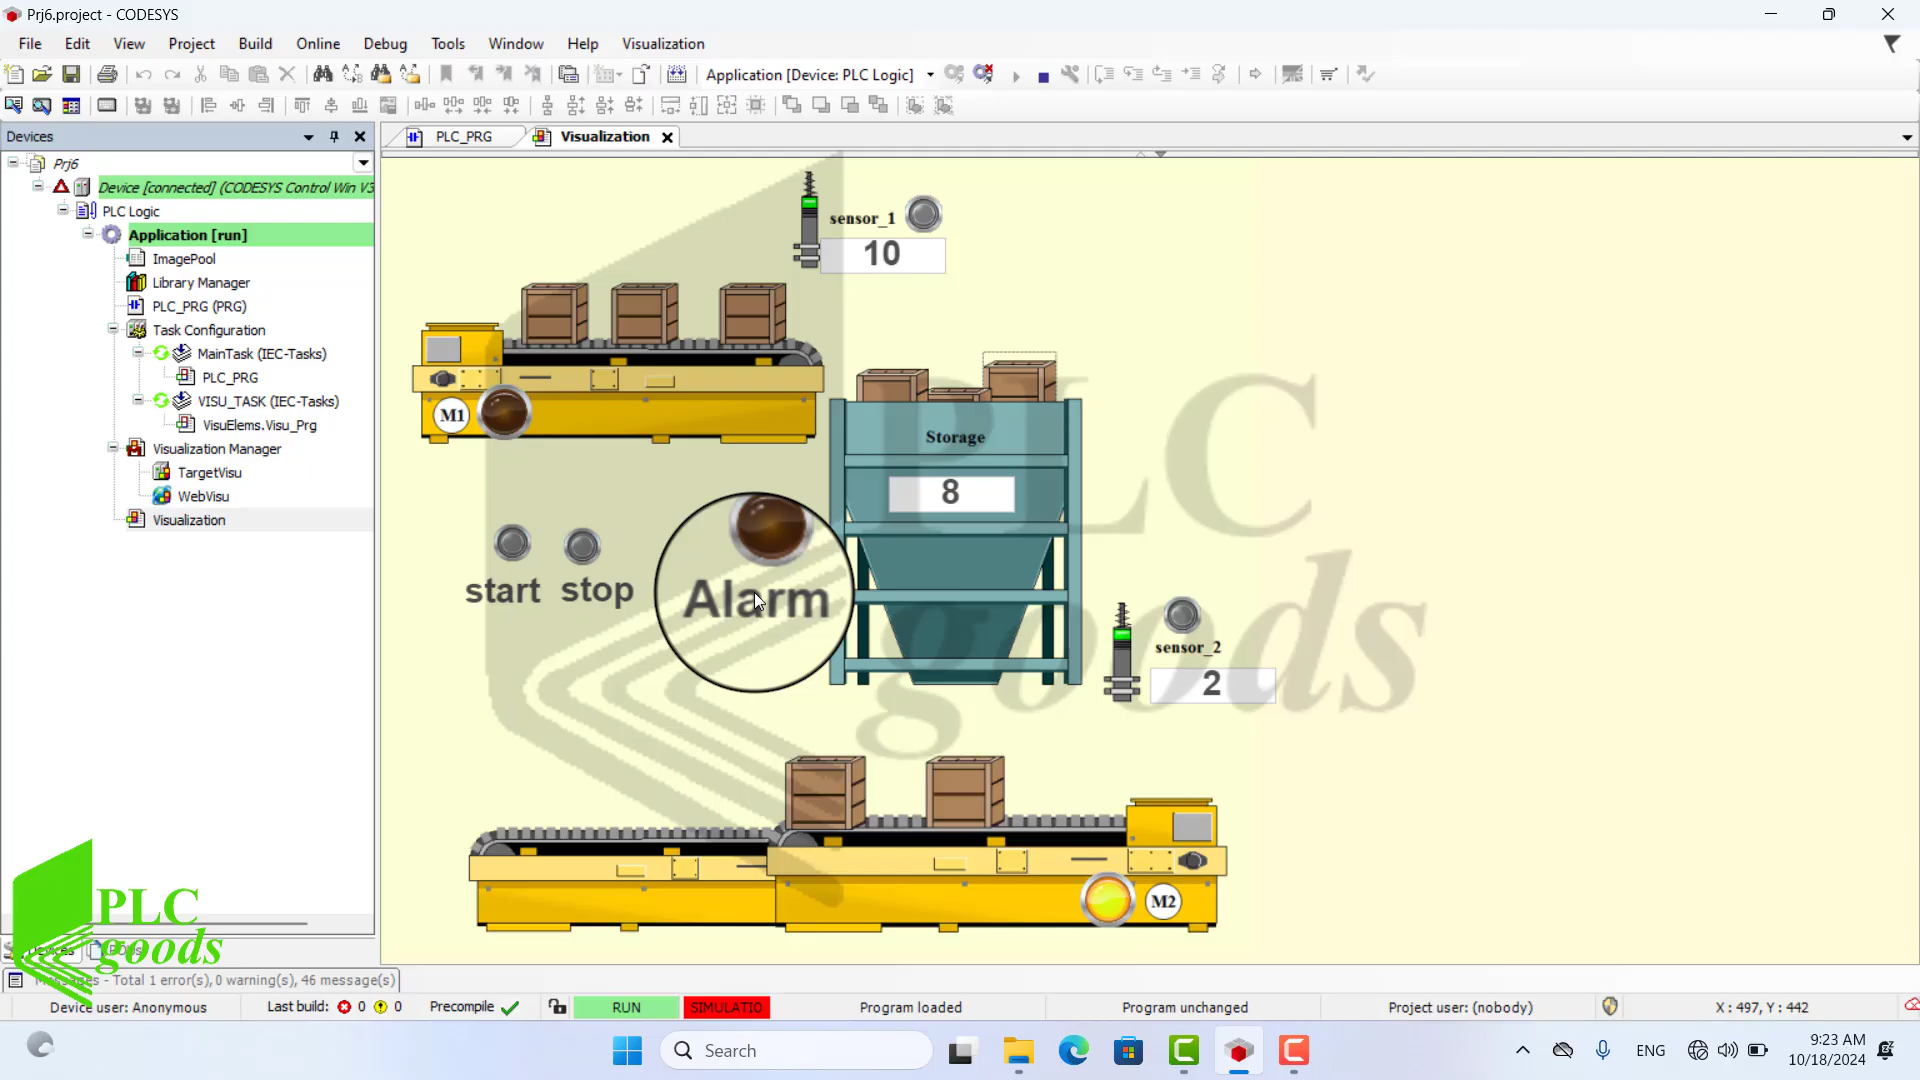 Prj6.project - CODESYS
File Edit View Project Build Online Debug Tools Window Help Visualization
Application [Device: PLC Logic]
Devices
PLC_PRG
Visualization
Prj6
Device [connected] (CODESYS Control Win V3
PLC Logic
Application [run]
ImagePool
Library Manager
PLC_PRG (PRG)
Task Configuration
MainTask (IEC-Tasks)
PLC_PRG
VISU_TASK (IEC-Tasks)
VisuElems.Visu_Prg
Visualization Manager
TargetVisu
WebVisu
Visualization
sensor_1
10
M1
Storage
8
start stop
Alarm
sensor_2
2
M2
PLC
goods
PLC
goods
Devices
- Total 1 error(s), 0 warning(s), 46 message(s)
Device user: Anonymous
Last build: 0 0
Precompile
RUN
SIMULATIO
Program loaded
Program unchanged
Project user: (nobody)
X: 497, Y: 442
Search
ENG
9:23 AM
10/18/2024